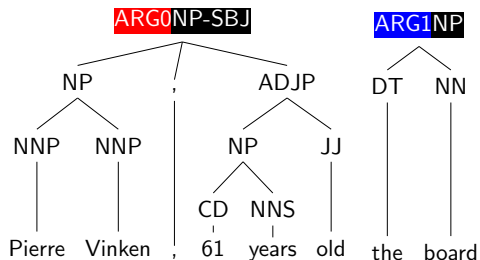 ARG0NP-SBJ ARG1NP
NP , ADJP DT NN
NNP NNP NP JJ
CD NNS
Pierre Vinken , 61 years old the board